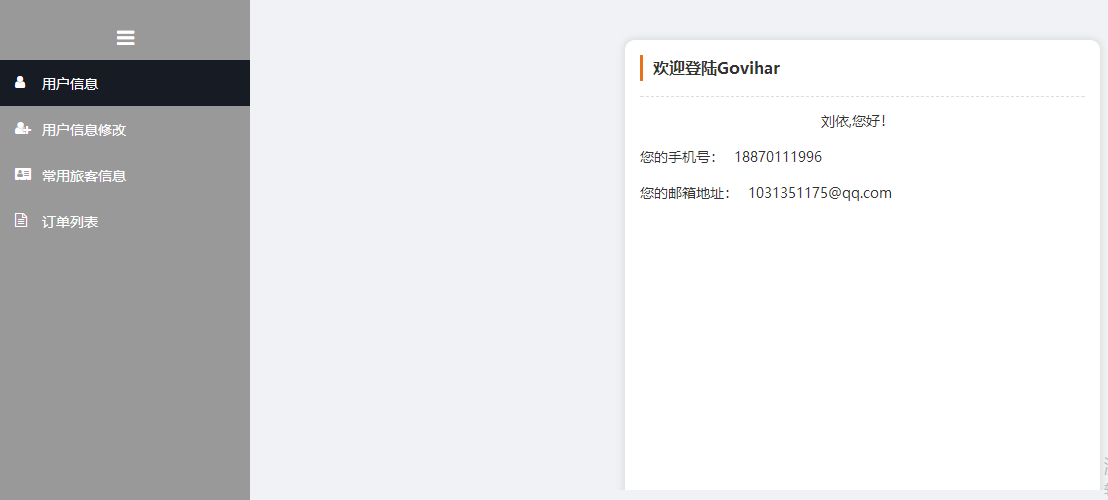 用户信息
用户信息修改
常用旅客信息
订单列表
欢迎登陆Govihar
刘依,您好！
您的手机号： 18870111996
您的邮箱地址： 1031351175@qq.com